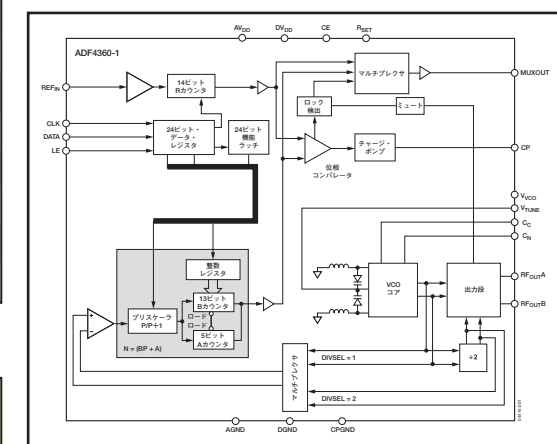 AVDD DVDD CE RSET
ADF4360-1
REFIN
14ビット
Rカウンタ
マルチプレクサ
MUXOUT
ロック
検出
ミュート
CLK
DATA
LE
24ビット・
データ・
レジスタ
24ビット
機能
ラッチ
位相
コンパレータ
チャージ・
ポンプ
CP
VVCO
VTUNE
CC
CN
整数
レジスタ
VCO
コア
出力段
RFOUTA
RFOUTB
プリスケーラ
P/P+1
13ビット
Bカウンタ
ロード
ロード
5ビット
Aカウンタ
N = (BP + A)
マルチプレクサ
DIVSEL = 1
DIVSEL = 2
÷2
AGND DGND CPGND